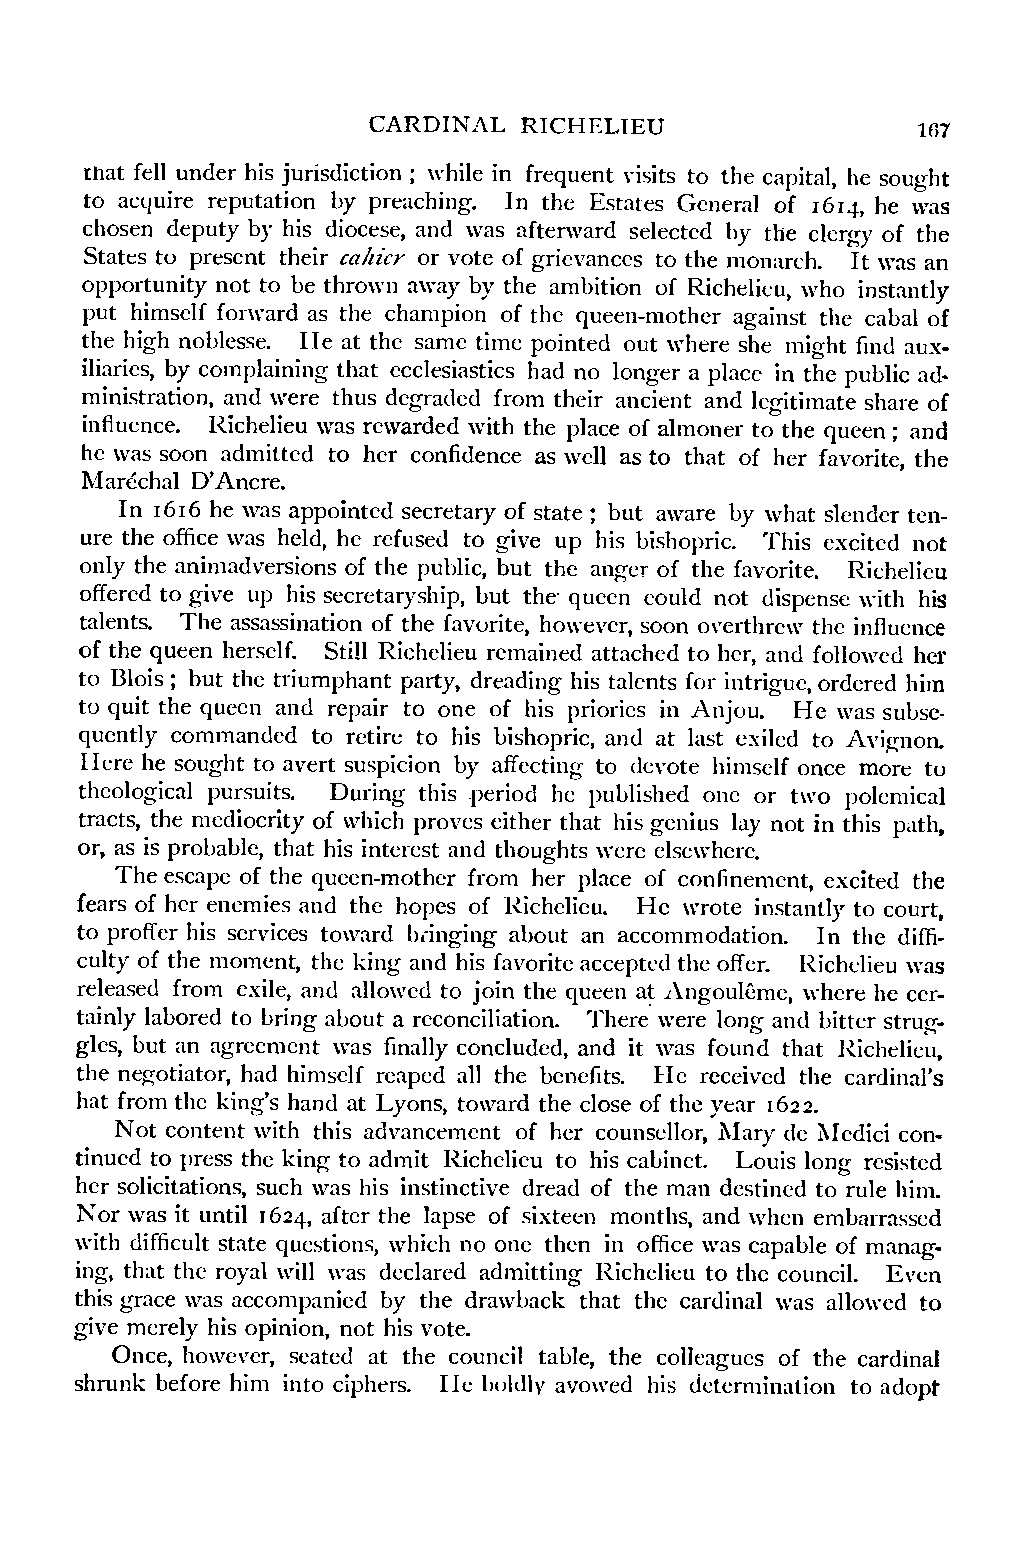 CARDINAL RICHELIEU 167
that fell under his jurisdiction ; while in frequent visits to the capital, he sought
to acquire reputation by preaching. In the Estates General of 1614, he was
chosen deputy by his diocese, and was afterward selected by the clergy of the
States to present their cahier or vote of grievances to the monarch. It was an
opportunity not to be thrown away by the ambition of Richelieu, who instantly
put himself forward as the champion of the queen-mother against the cabal of
the high noblesse. He at the same time pointed out where she might find aux-
iliaries, by complaining that ecclesiastics had no longer a place in the public ad-
ministration, and were thus degraded from their ancient and legitimate share of
influence. Richelieu was rewarded with the place of almoner to the queen ; and
he was soon admitted to her confidence as well as to that of her favorite, the
Maréchal D'Ancre.
In 1616 he was appointed secretary of state ; but aware by what slender ten-
ure the office was held, he refused to give up his bishopric. This excited not
only the animadversions of the public, but the anger of the favorite. Richelieu
offered to give up his secretaryship, but the queen could not dispense with his
talents. The assassination of the favorite, however, soon overthrew the influence
of the queen herself. Still Richelieu remained attached to her, and followed her
to Blois ; but the triumphant party, dreading his talents for intrigue, ordered him
to quit the queen and repair to one of his priories in Anjou. He was subse-
quently commanded to retire to his bishopric, and at last exiled to Avignon.
Here he sought to avert suspicion by affecting to devote himself once more to
theological pursuits. During this period he published one or two polemical
tracts, the mediocrity of which proves either that his genius lay not in this path,
or, as is probable, that his interest and thoughts were elsewhere.
The escape of the queen-mother from her place of confinement, excited the
fears of her enemies and the hopes of Richelieu. He wrote instantly to court,
to proffer his services toward bringing about an accommodation. In the diffi-
culty of the moment, the king and his favorite accepted the offer. Richelieu was
released from exile, and allowed to join the queen at Angoulême, where he cer-
tainly labored to bring about a reconciliation. There were long and bitter strug-
gles, but an agreement was finally concluded, and it was found that Richelieu,
the negotiator, had himself reaped all the benefits. He received the cardinal's
hat from the king's hand at Lyons, toward the close of the year 1622.
Not content with this advancement of her counsellor, Mary de Medici con-
tinued to press the king to admit Richelieu to his cabinet. Louis long resisted
her solicitations, such was his instinctive dread of the man destined to rule him.
Nor was it until 1624, after the lapse of sixteen months, and when embarrassed
with difficult state questions, which no one then in office was capable of manag-
ing, that the royal will was declared admitting Richelieu to the council. Even
this grace was accompanied by the drawback that the cardinal was allowed to
give merely his opinion, not his vote.
Once, however, seated at the council table, the colleagues of the cardinal
shrunk before him into ciphers. He boldly avowed his determination to adopt